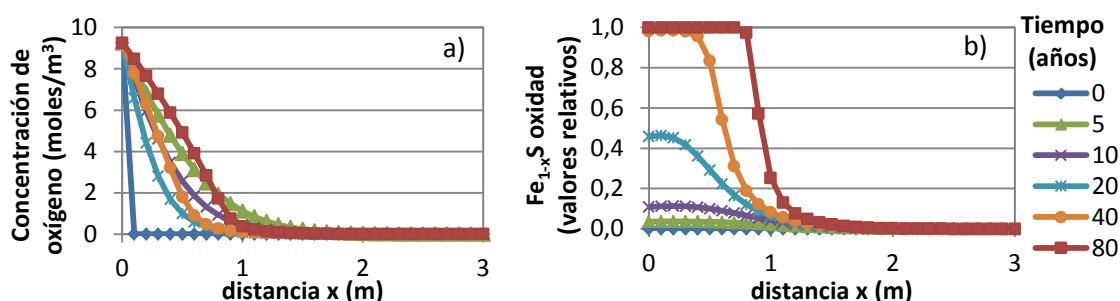 Concentración de
oxígeno (moles/m³)
10
8
6
4
2
0
0
1
2
3
distancia x (m)
a)
Fe1-xS oxidad
(valores relativos)
1,0
0,8
0,6
0,4
0,2
0,0
0
1
2
3
distancia x (m)
b)
Tiempo
(años)
0
5
10
20
40
80